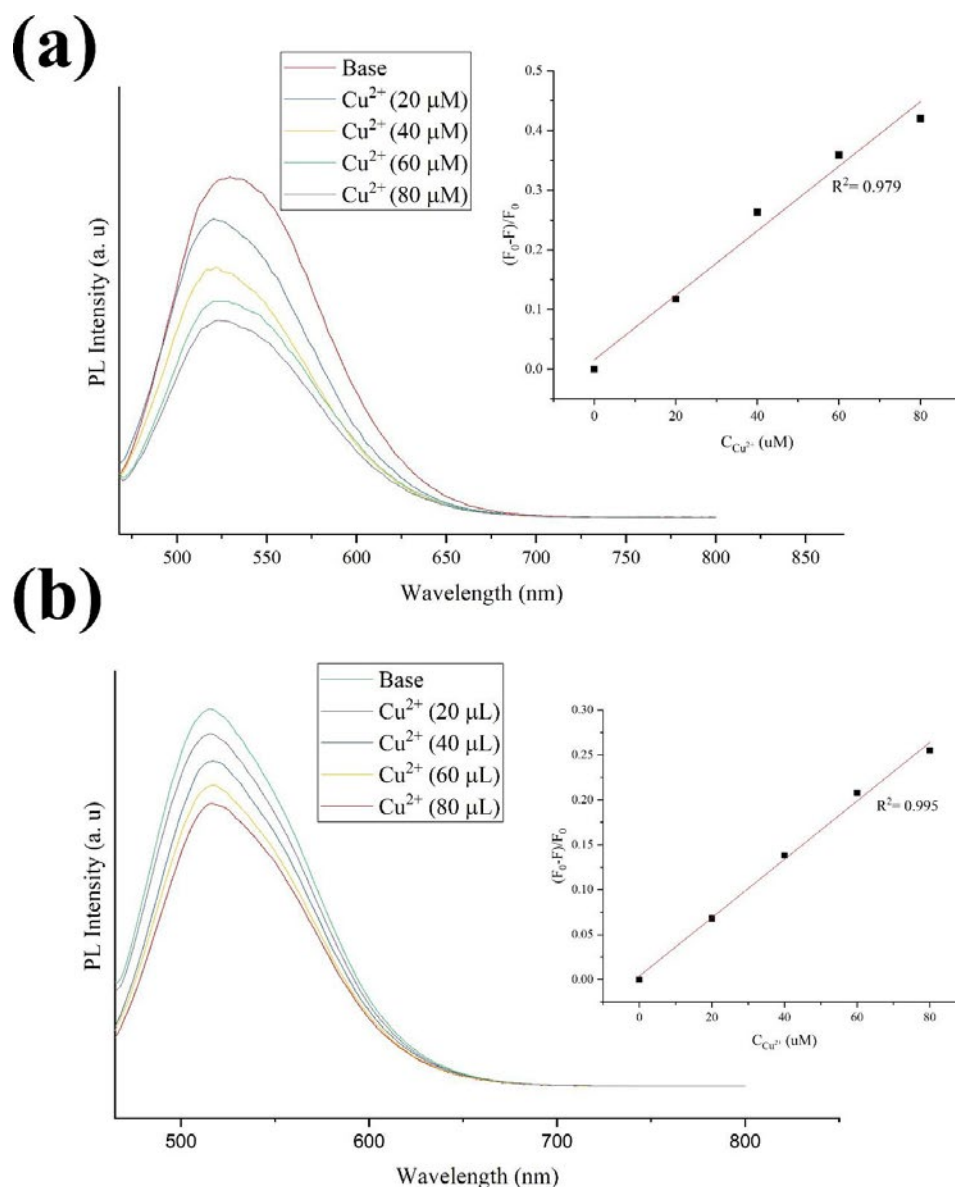 (a)
Base
Cu²⁺ (20 μM)
Cu²⁺ (40 μM)
Cu²⁺ (60 μM)
Cu²⁺ (80 μM)
PL Intensity (a. u)
500 550 600 650 700 750 800 850
Wavelength (nm)
0.5
0.4
0.3
0.2
0.1
0.0
(F₀-F)/F₀
R²= 0.979
0 20 40 60 80
C_Cu²⁺ (uM)
(b)
Base
Cu²⁺ (20 μL)
Cu²⁺ (40 μL)
Cu²⁺ (60 μL)
Cu²⁺ (80 μL)
PL Intensity (a. u)
500 600 700 800
Wavelength (nm)
0.30
0.25
0.20
0.15
0.10
0.05
0.00
(F₀-F)/F₀
R²= 0.995
0 20 40 60 80
C_Cu²⁺ (uM)